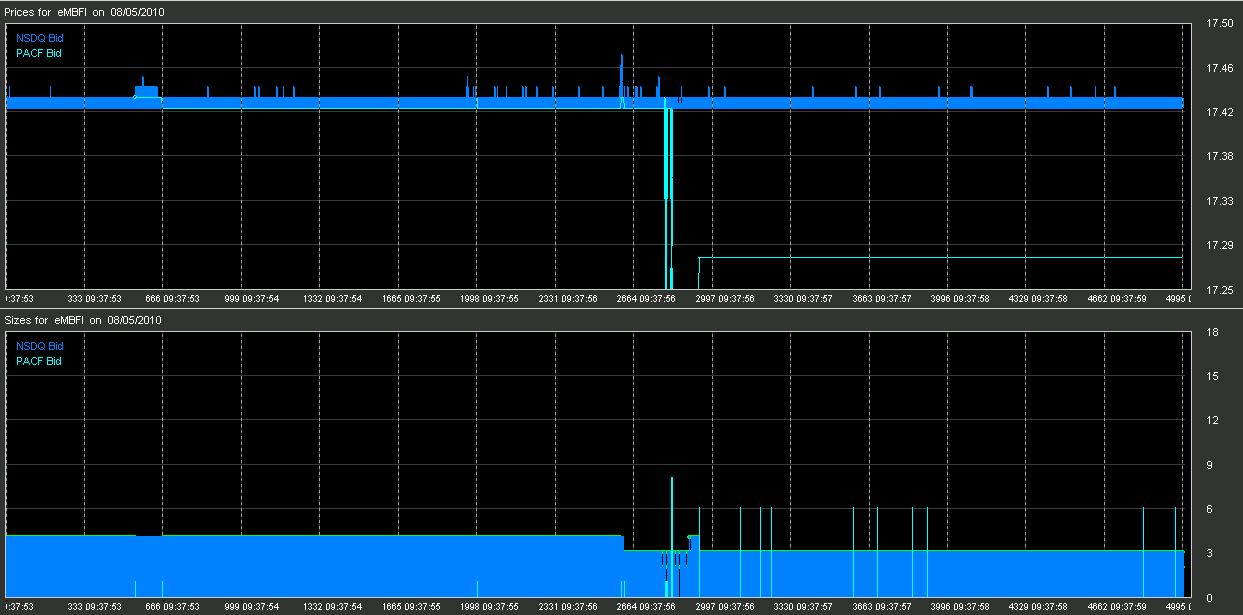 Prices for eMBFI on 08/05/2010
NSDQ Bid
PACF Bid
17.50
17.46
17.42
17.38
17.33
17.29
17.25
:37:53 333 09:37:53 666 09:37:53 999 09:37:54 1332 09:37:54 1665 09:37:55 1998 09:37:55 2331 09:37:56 2664 09:37:56 2997 09:37:56 3330 09:37:57 3663 09:37:57 3996 09:37:58 4329 09:37:58 4662 09:37:59 4995
Sizes for eMBFI on 08/05/2010
NSDQ Bid
PACF Bid
18
15
12
9
6
3
0
:37:53 333 09:37:53 666 09:37:53 999 09:37:54 1332 09:37:54 1665 09:37:55 1998 09:37:55 2331 09:37:56 2664 09:37:56 2997 09:37:56 3330 09:37:57 3663 09:37:57 3996 09:37:58 4329 09:37:58 4662 09:37:59 4995